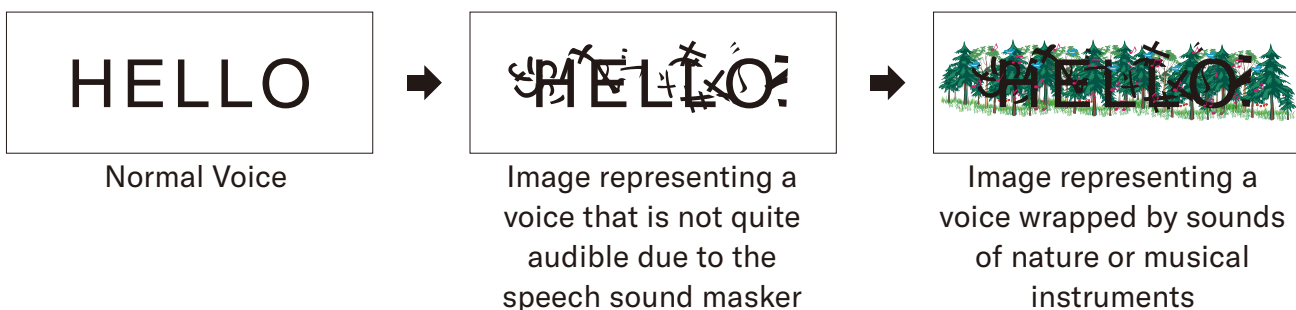 HELLO
Normal Voice
HELLO
Image representing a
voice that is not quite
audible due to the
speech sound masker
HELLO
Image representing a
voice wrapped by sounds
of nature or musical
instruments